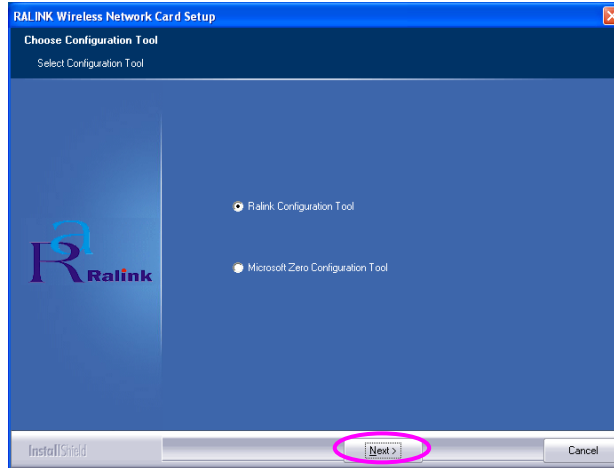 RALINK Wireless Network Card Setup
Choose Configuration Tool
Select Configuration Tool
Ralink Configuration Tool
Microsoft Zero Configuration Tool
Ralink
InstallShield
Next >
Cancel